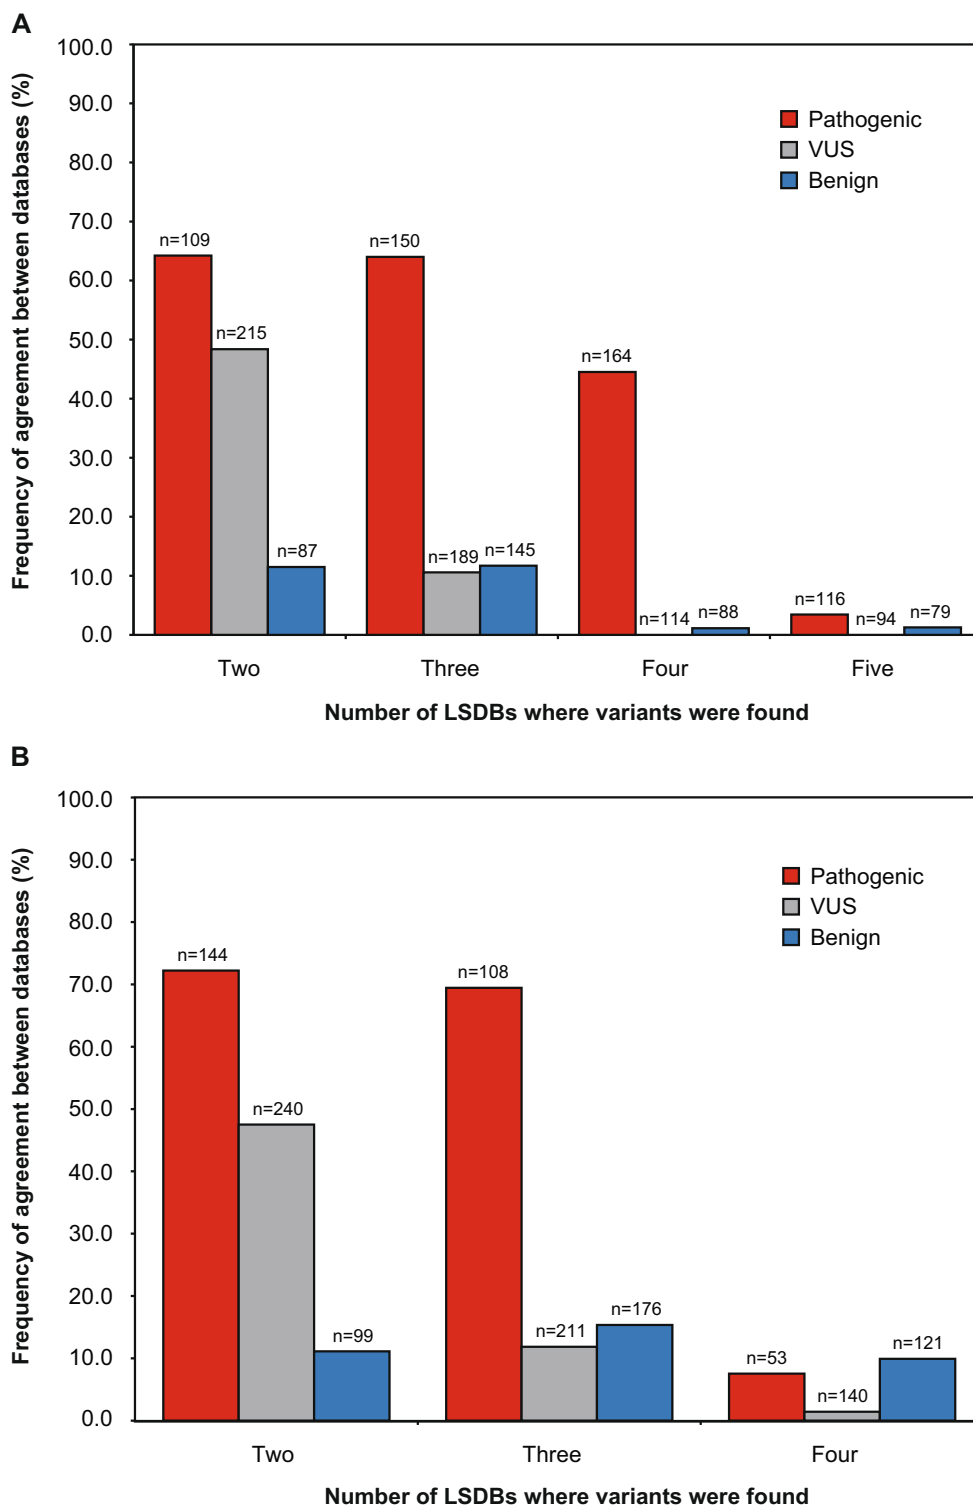 A
Frequency of agreement between databases (%)
100.0
90.0
80.0
70.0
60.0
50.0
40.0
30.0
20.0
10.0
0.0
Pathogenic
VUS
Benign
n=109
n=215
n=87
n=150
n=189
n=145
n=164
n=114
n=88
n=116
n=94
n=79
Two
Three
Four
Five
Number of LSDBs where variants were found
B
Frequency of agreement between databases (%)
100.0
90.0
80.0
70.0
60.0
50.0
40.0
30.0
20.0
10.0
0.0
Pathogenic
VUS
Benign
n=144
n=240
n=99
n=108
n=211
n=176
n=53
n=140
n=121
Two
Three
Four
Number of LSDBs where variants were found